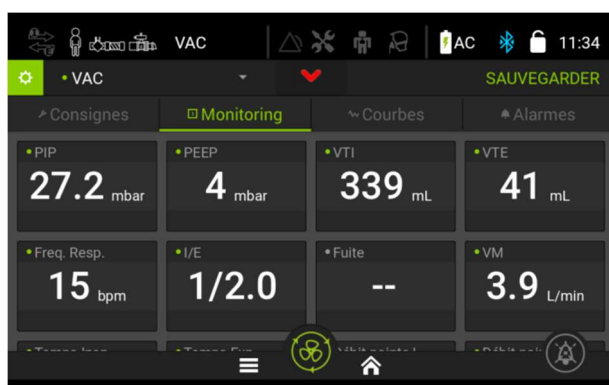 VAC AC 11:34
• VAC SAUVEGARDER
Consignes Monitoring Courbes Alarmes
• PIP • PEEP • VTI • VTE
27.2 mbar 4 mbar 339 mL 41 mL
• Freq. Resp. • I/E • Fuite • VM
15 bpm 1/2.0 -- 3.9 L/min